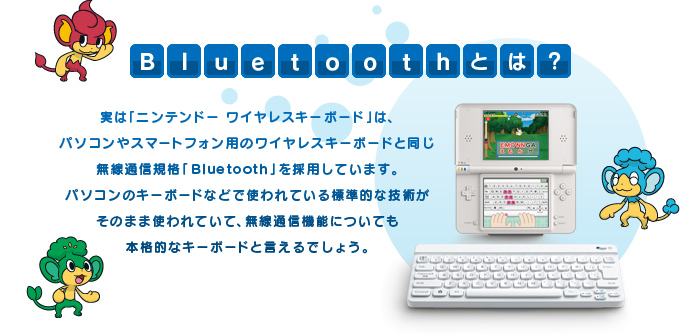 Bluetoothとは?
実は「ニンテンドー ワイヤレスキーボード」は、
パソコンやスマートフォン用のワイヤレスキーボードと同じ
無線通信規格「Bluetooth」を採用しています。
パソコンのキーボードなどで使われている標準的な技術が
そのまま使われていて、無線通信機能についても
本格的なキーボードと言えるでしょう。